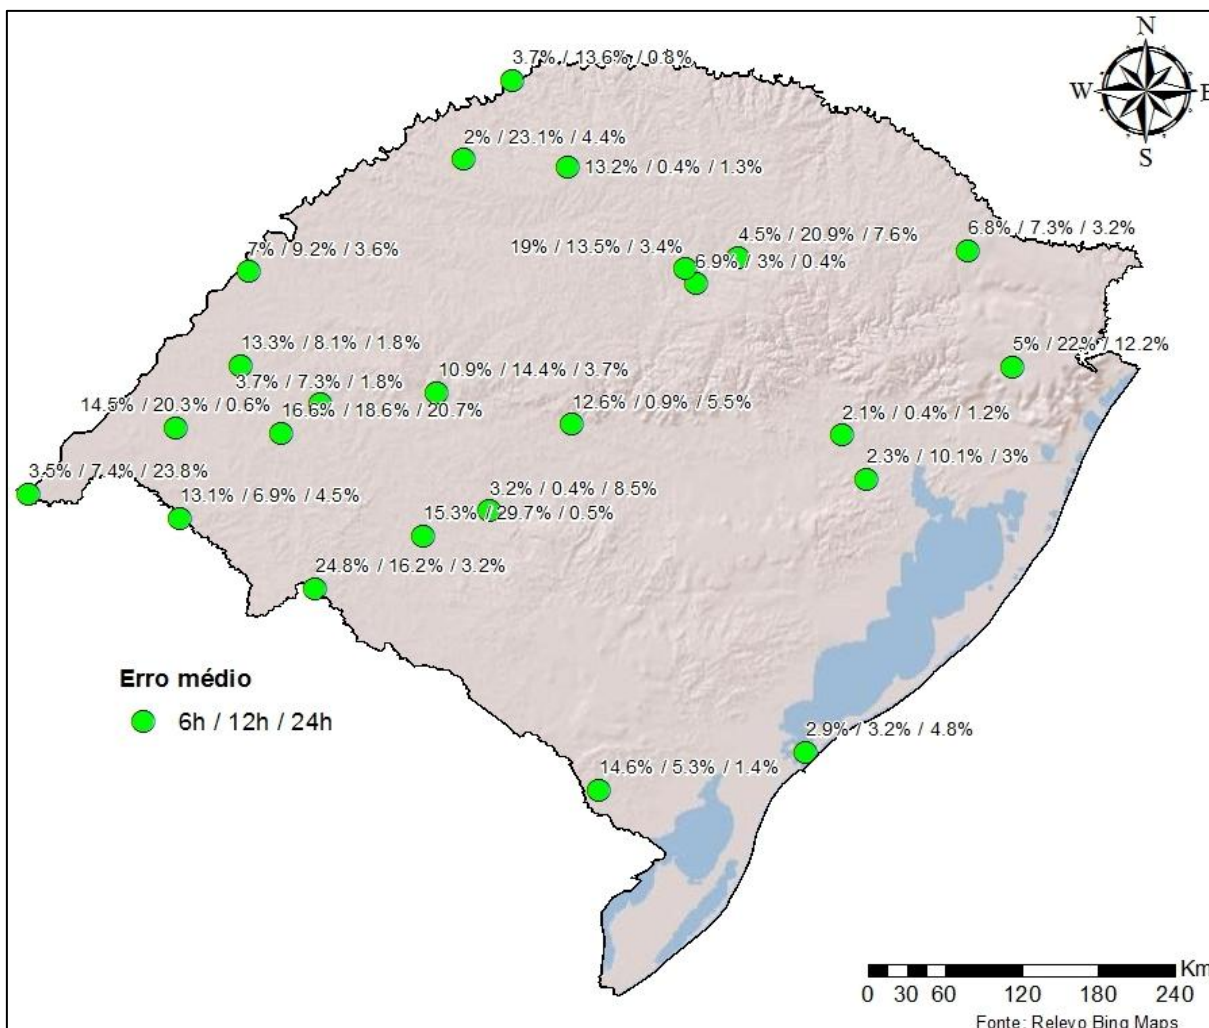 N
3.7% / 13.6% / 0.8%
W
E
S
2% / 23.1% / 4.4%
13.2% / 0.4% / 1.3%
6.8% / 7.3% / 3.2%
4.5% / 20.9% / 7.6%
19% / 13.5% / 3.4%
7% / 9.2% / 3.6%
6.9% / 3% / 0.4%
13.3% / 8.1% / 1.8%
5% / 22% / 12.2%
10.9% / 14.4% / 3.7%
3.7% / 7.3% / 1.8%
14.5% / 20.3% / 0.6%
16.6% / 18.6% / 20.7%
12.6% / 0.9% / 5.5%
2.1% / 0.4% / 1.2%
3.5% / 7.4% / 23.8%
2.3% / 10.1% / 3%
13.1% / 6.9% / 4.5%
3.2% / 0.4% / 8.5%
15.3% / 29.7% / 0.5%
24.8% / 16.2% / 3.2%
Erro médio
6h / 12h / 24h
2.9% / 3.2% / 4.8%
14.6% / 5.3% / 1.4%
Km
0 30 60 120 180 240
Fonte: Relevo Bing Maps